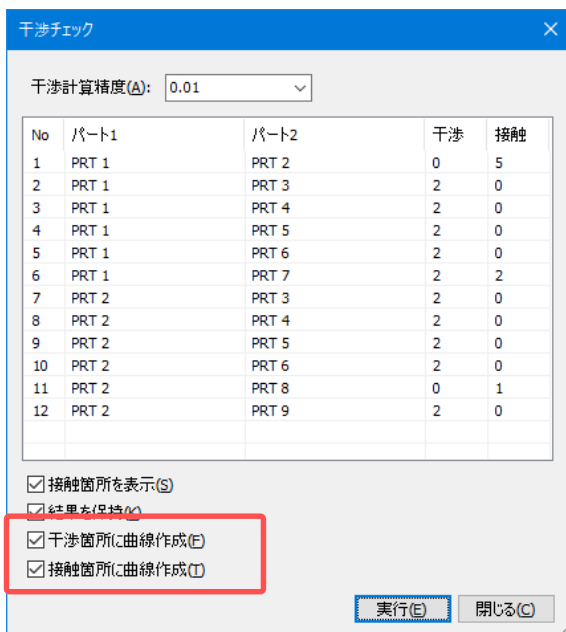 干渉チェック
干渉計算精度(A): 0.01
No パート1 パート2 干渉 接触
1 PRT 1 PRT 2 0 5
2 PRT 1 PRT 3 2 0
3 PRT 1 PRT 4 2 0
4 PRT 1 PRT 5 2 0
5 PRT 1 PRT 6 2 0
6 PRT 1 PRT 7 2 2
7 PRT 2 PRT 3 2 0
8 PRT 2 PRT 4 2 0
9 PRT 2 PRT 5 2 0
10 PRT 2 PRT 6 2 0
11 PRT 2 PRT 8 0 1
12 PRT 2 PRT 9 2 0
接触箇所を表示(S)
結果を保持(K)
干渉箇所に曲線作成(F)
接触箇所に曲線作成(T)
実行(E) 閉じる(C)